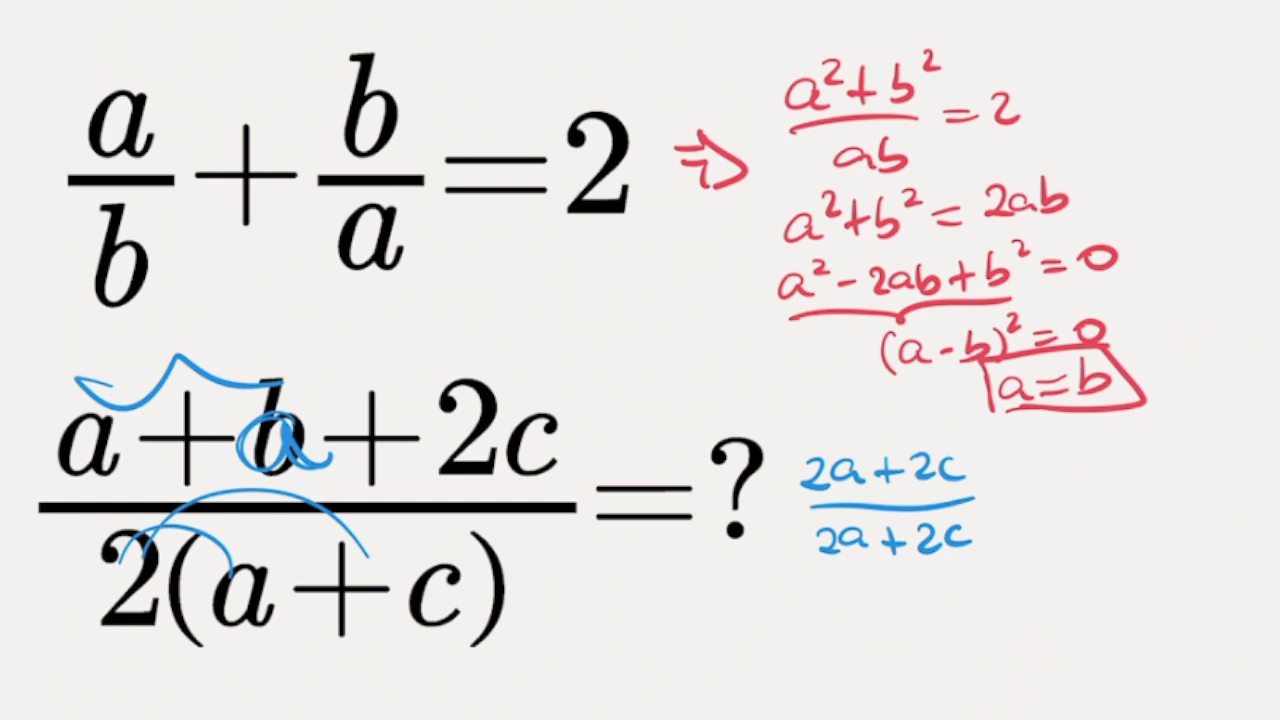 a/b + b/a = 2 ⇒
(a² + b²)/ab = 2
a² + b² = 2ab
a² - 2ab + b² = 0
(a - b)² = 0
a = b
(a + b + 2c)/(2(a + c)) = ?
a
(2a + 2c)/(2a + 2c)